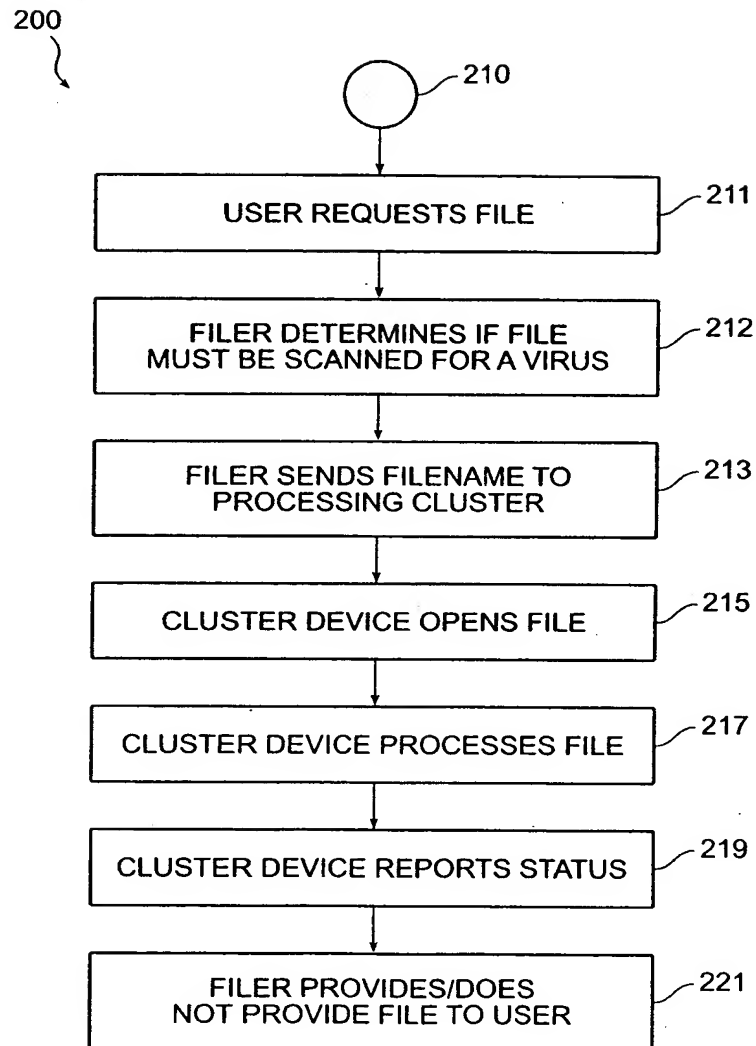 200
210
USER REQUESTS FILE
211
FILER DETERMINES IF FILE
MUST BE SCANNED FOR A VIRUS
212
FILER SENDS FILENAME TO
PROCESSING CLUSTER
213
CLUSTER DEVICE OPENS FILE
215
CLUSTER DEVICE PROCESSES FILE
217
CLUSTER DEVICE REPORTS STATUS
219
FILER PROVIDES/DOES
NOT PROVIDE FILE TO USER
221